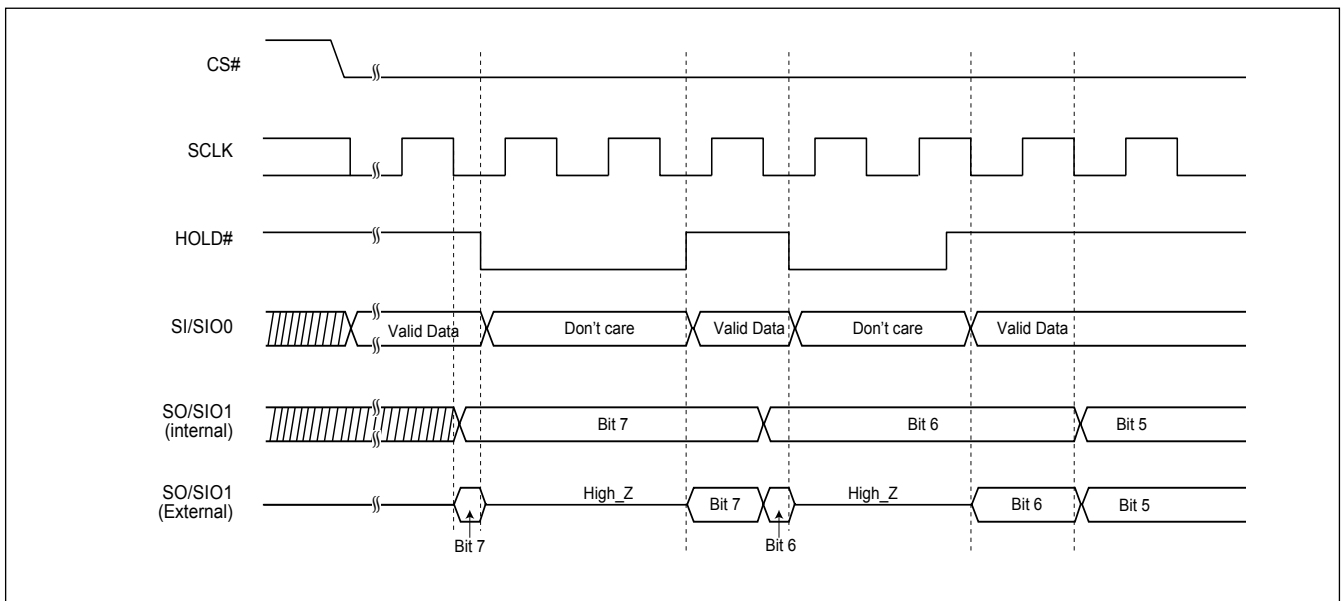 CS#
SCLK
HOLD#
SI/SIO0
Valid Data
Don’t care
Valid Data
Don’t care
Valid Data
SO/SIO1
(internal)
Bit 7
Bit 6
Bit 5
SO/SIO1
(External)
High_Z
Bit 7
High_Z
Bit 6
Bit 5
Bit 7
Bit 6